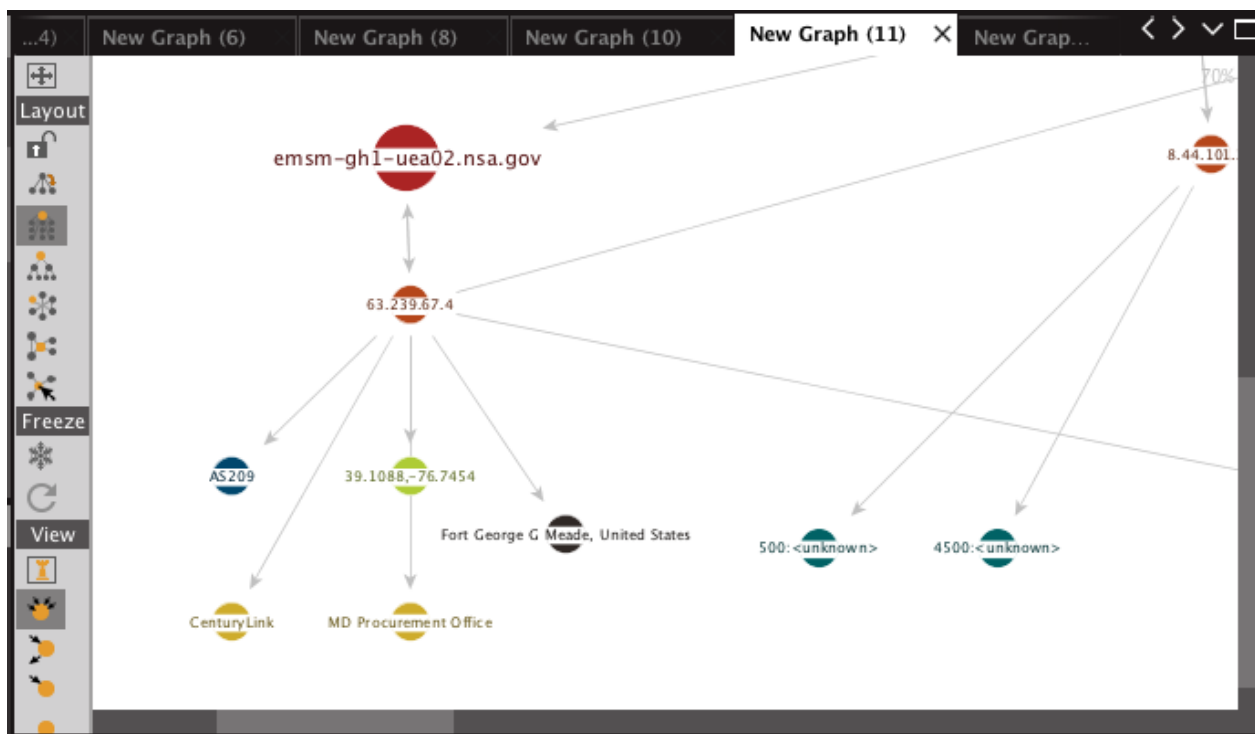 ...4)
New Graph (6)
New Graph (8)
New Graph (10)
New Graph (11)
New Grap...
Layout
Freeze
View
70%
emsm-gh1-uea02.nsa.gov
8.44.101..
63.239.67.4
AS209
39.1088,-76.7454
Fort George G Meade, United States
500:<unknown>
4500:<unknown>
CenturyLink
MD Procurement Office